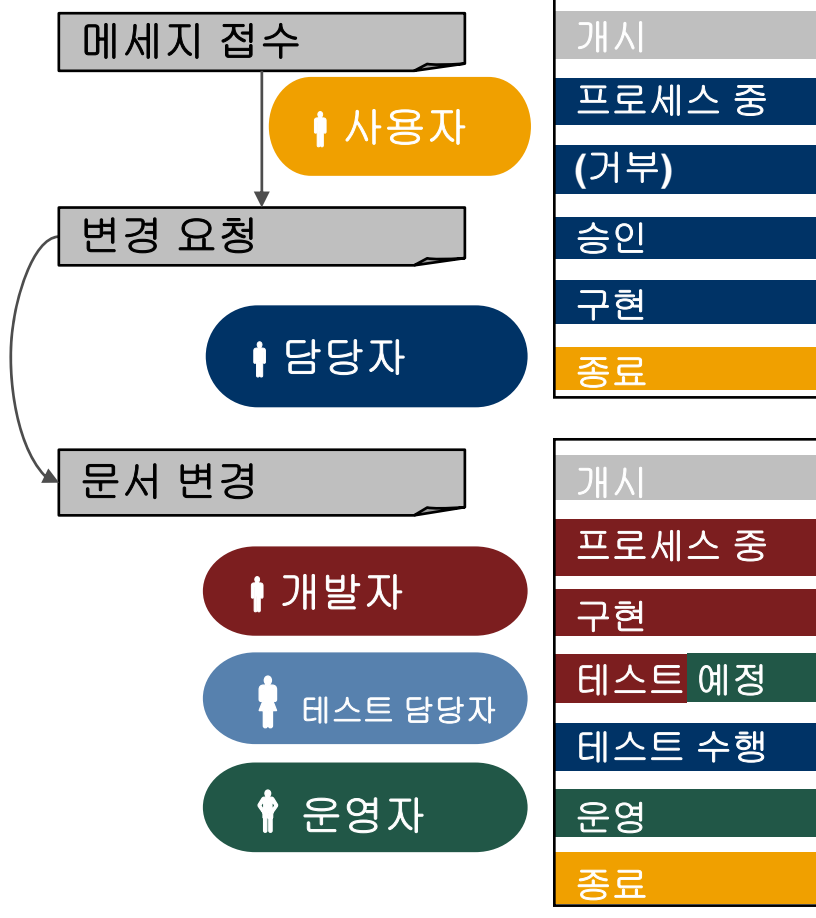 메세지 접수
사용자
변경 요청
담당자
개시
프로세스 중
(거부)
승인
구현
종료
문서 변경
개발자
테스트 담당자
운영자
개시
프로세스 중
구현
테스트 예정
테스트 수행
운영
종료